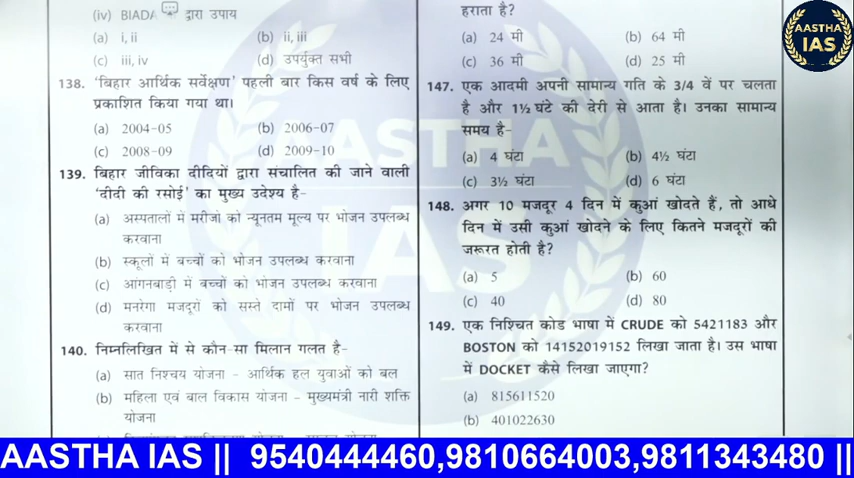 (iv) BIADA द्वारा उपाय
(a) i, ii (b) ii, iii
(c) iii, iv (d) उपर्युक्त सभी
138. 'बिहार आर्थिक सर्वेक्षण' पहली बार किस वर्ष के लिए
प्रकाशित किया गया था।
(a) 2004-05 (b) 2006-07
(c) 2008-09 (d) 2009-10
139. बिहार जीविका दीदियों द्वारा संचालित की जाने वाली
'दीदी की रसोई' का मुख्य उदेश्य है-
(a) अस्पतालों में मरीजों को न्यूनतम मूल्य पर भोजन उपलब्ध
करवाना
(b) स्कूलों में बच्चों को भोजन उपलब्ध करवाना
(c) आंगनबाड़ी में बच्चों को भोजन उपलब्ध करवाना
(d) मनरेगा मजदूरों को सस्ते दामों पर भोजन उपलब्ध
करवाना
140. निम्नलिखित में से कौन-सा मिलान गलत है-
(a) सात निश्चय योजना - आर्थिक हल युवाओं को बल
(b) महिला एवं बाल विकास योजना - मुख्यमंत्री नारी शक्ति
योजना
हराता है?
(a) 24 मी (b) 64 मी
(c) 36 मी (d) 25 मी
147. एक आदमी अपनी सामान्य गति के 3/4 वें पर चलता
है और 1½ घंटे की देरी से आता है। उनका सामान्य
समय है-
(a) 4 घंटा (b) 4½ घंटा
(c) 3½ घंटा (d) 6 घंटा
148. अगर 10 मजदूर 4 दिन में कुआं खोदते हैं, तो आधे
दिन में उसी कुआं खोदने के लिए कितने मजदूरों की
जरूरत होती है?
(a) 5 (b) 60
(c) 40 (d) 80
149. एक निश्चित कोड भाषा में CRUDE को 5421183 और
BOSTON को 14152019152 लिखा जाता है। उस भाषा
में DOCKET कैसे लिखा जाएगा?
(a) 815611520
(b) 401022630
AASTHA
IAS
AASTHA
IAS
AASTHA IAS || 9540444460,9810664003,9811343480 ||